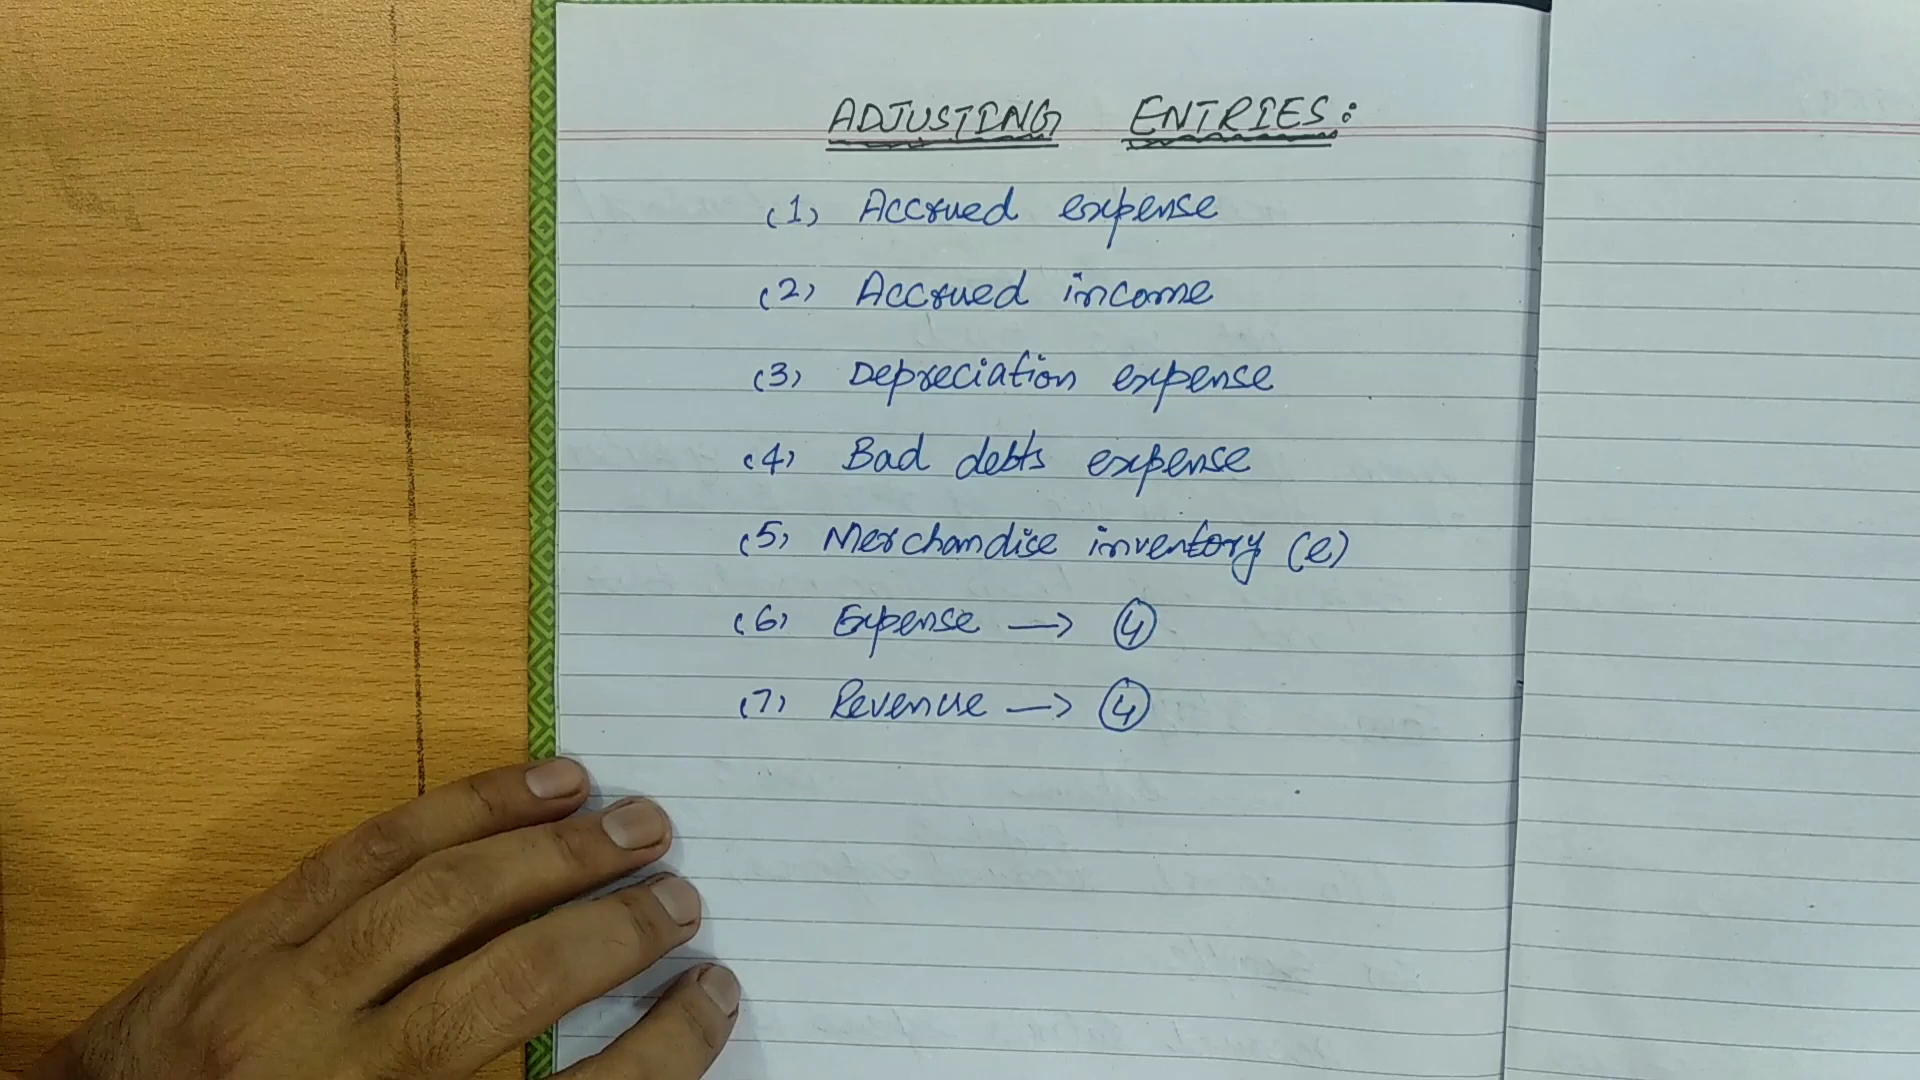 ADJUSTING ENTRIES:
(1) Accrued expense
(2) Accrued income
(3) Depreciation expense
(4) Bad debts expense
(5) Merchandise inventory (e)
(6) Expense → ④
(7) Revenue → ④